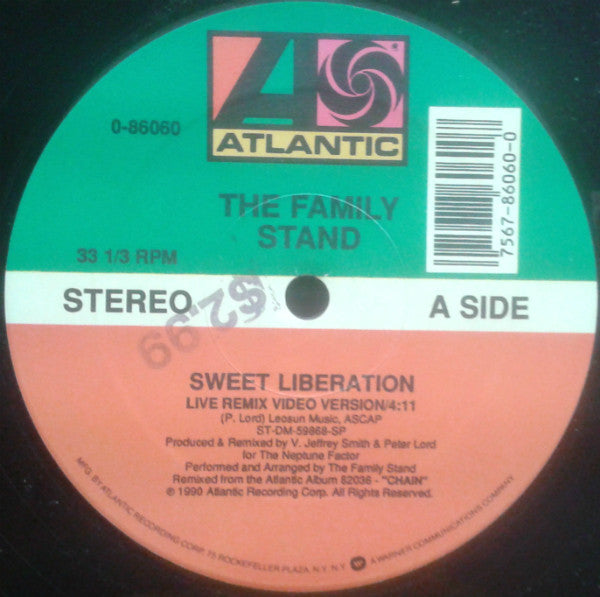 0-86060
ATLANTIC
THE FAMILY
STAND
7567-86060-0
33 1/3 RPM
STEREO
$2.99
A SIDE
SWEET LIBERATION
LIVE REMIX VIDEO VERSION/4:11
(P. Lord) Leosun Music, ASCAP
ST-DM-59868-SP
Produced & Remixed by V. Jeffrey Smith & Peter Lord
for The Neptune Factor
Performed and Arranged by The Family Stand
Remixed from the Atlantic Album 82036 - "CHAIN"
℗ 1990 Atlantic Recording Corp. All Rights Reserved.
MFG. BY ATLANTIC RECORDING CORP., 75 ROCKEFELLER PLAZA, N.Y. N.Y. A WARNER COMMUNICATIONS COMPANY